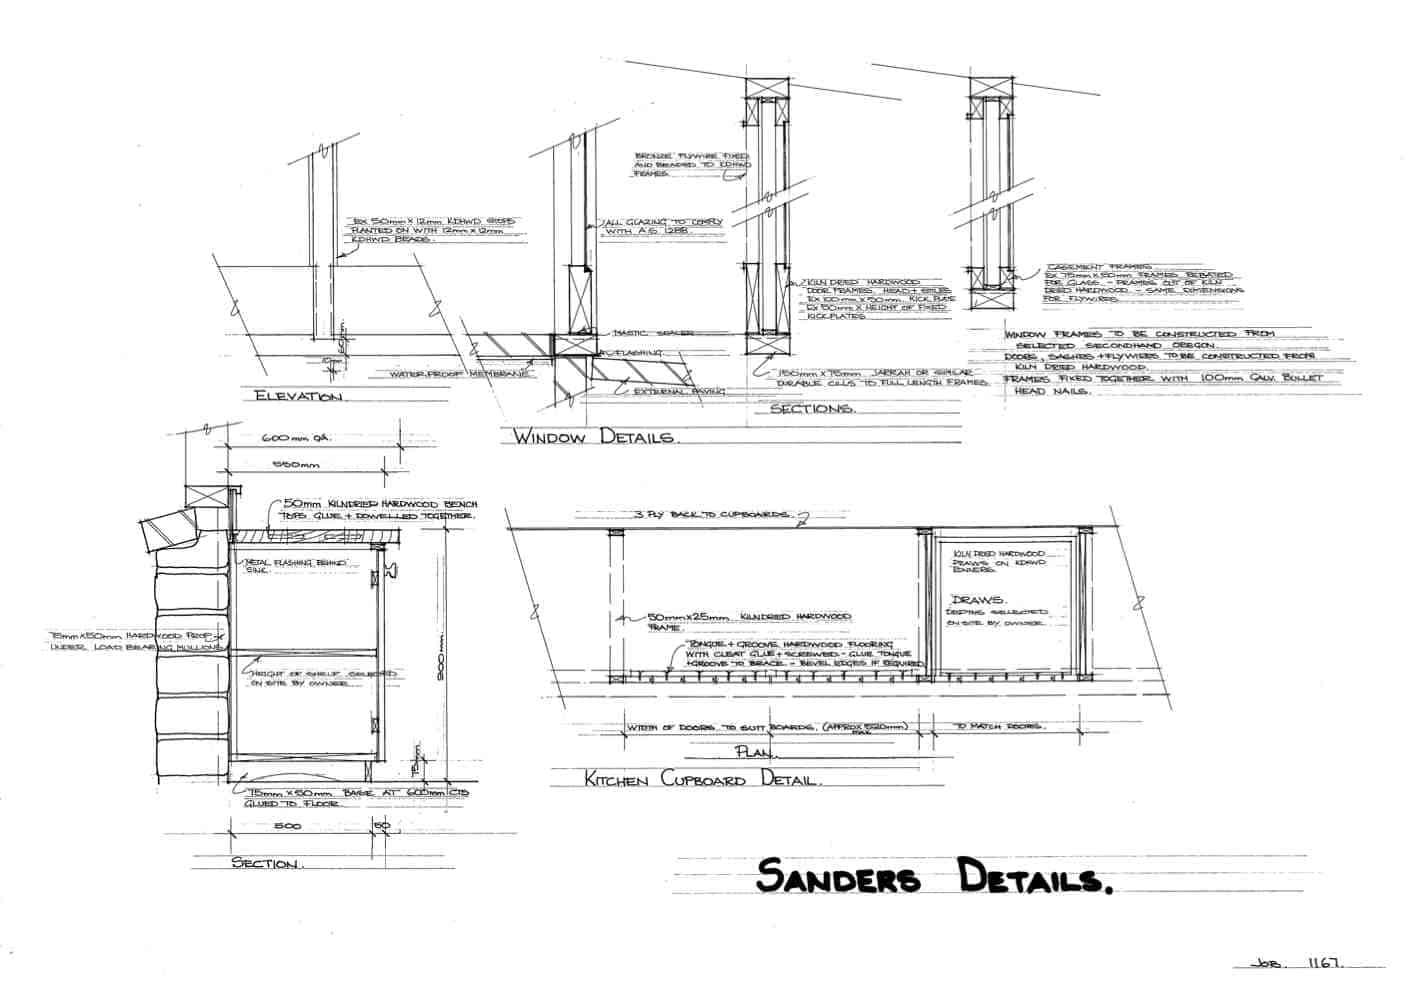 BRONZE FLYWIRE FIXED
AND BEADED TO KDHWD
FRAMES.
EX 50mm x 12mm KDHWD STOPS
PLANTED ON WITH 12mm x 12mm
KDHWD BEADS.
ALL GLAZING TO COMPLY
WITH A.S. 1288.
KILN DRIED HARDWOOD
DOOR FRAMES. HEAD + STILES
EX 100mm x 50mm. KICK PLATE
EX 50mm x HEIGHT OF FIXED
KICKPLATES.
CASEMENT FRAMES.
EX 75mm x 50mm FRAMES REBATED
FOR GLASS. - FRAMES OUT OF KILN
DRIED HARDWOOD. - SAME DIMENSIONS
FOR FLYWIRES.
WINDOW FRAMES TO BE CONSTRUCTED FROM
SELECTED SECONDHAND OREGON.
DOORS, SASHES + FLYWIRES TO BE CONSTRUCTED FROM
KILN DRIED HARDWOOD.
FRAMES FIXED TOGETHER WITH 100mm GALV. BULLET
HEAD NAILS.
MASTIC SEALER
FLASHING.
WATER-PROOF MEMBRANE
EXTERNAL PAVING
10mm
150mm x 75mm JARRAH OR SIMILAR
DURABLE CILLS TO FULL LENGTH FRAMES.
ELEVATION.
SECTIONS.
WINDOW DETAILS.
600mm O/A.
550mm
50mm KILNDRIED HARDWOOD BENCH
TOPS GLUE + DOWELLED TOGETHER.
METAL FLASHING BEHIND
SINK.
75mm x 50mm HARDWOOD PROP
UNDER LOAD BEARING MULLIONS
HEIGHT OF SHELF SELECTED
ON SITE BY OWNER.
900mm
75mm
75mm x 50mm BASE AT 600mm CTS
GLUED TO FLOOR.
500
50
SECTION.
3 PLY BACK TO CUPBOARDS.
KILN DRIED HARDWOOD
DRAWS ON KDHWD
RUNNERS.
DRAWS.
DEPTHS SELECTED
ON SITE BY OWNER.
50mm x 25mm KILNDRIED HARDWOOD
FRAME.
TONGUE + GROOVE HARDWOOD FLOORING
WITH CLEAT GLUE + SCREWED - GLUE TONGUE
+ GROOVE TO BRACE - BEVEL EDGES IF REQUIRED
WIDTH OF DOORS TO SUIT BOARDS. (APPROX 520mm)
MAX
TO MATCH DOORS.
PLAN.
KITCHEN CUPBOARD DETAIL.
SANDERS DETAILS.
JOB. 1167.